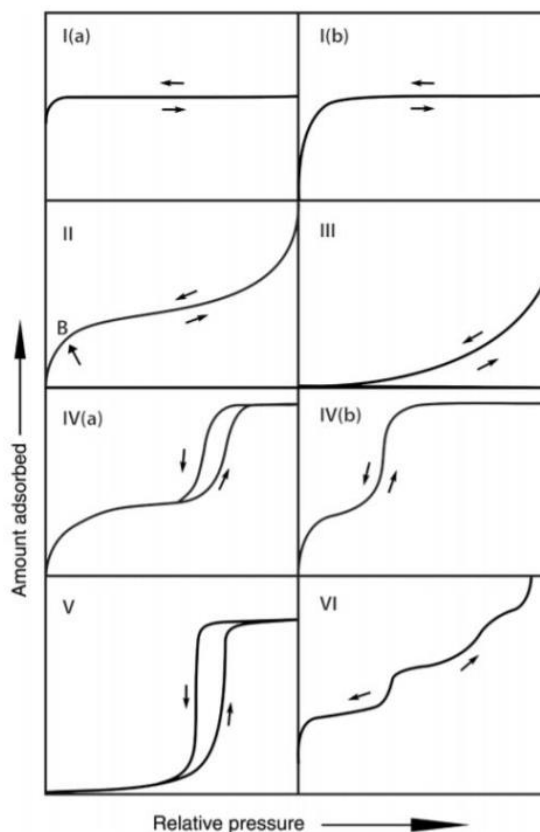 I(a)
I(b)
II
III
B
IV(a)
IV(b)
V
VI
Amount adsorbed
Relative pressure